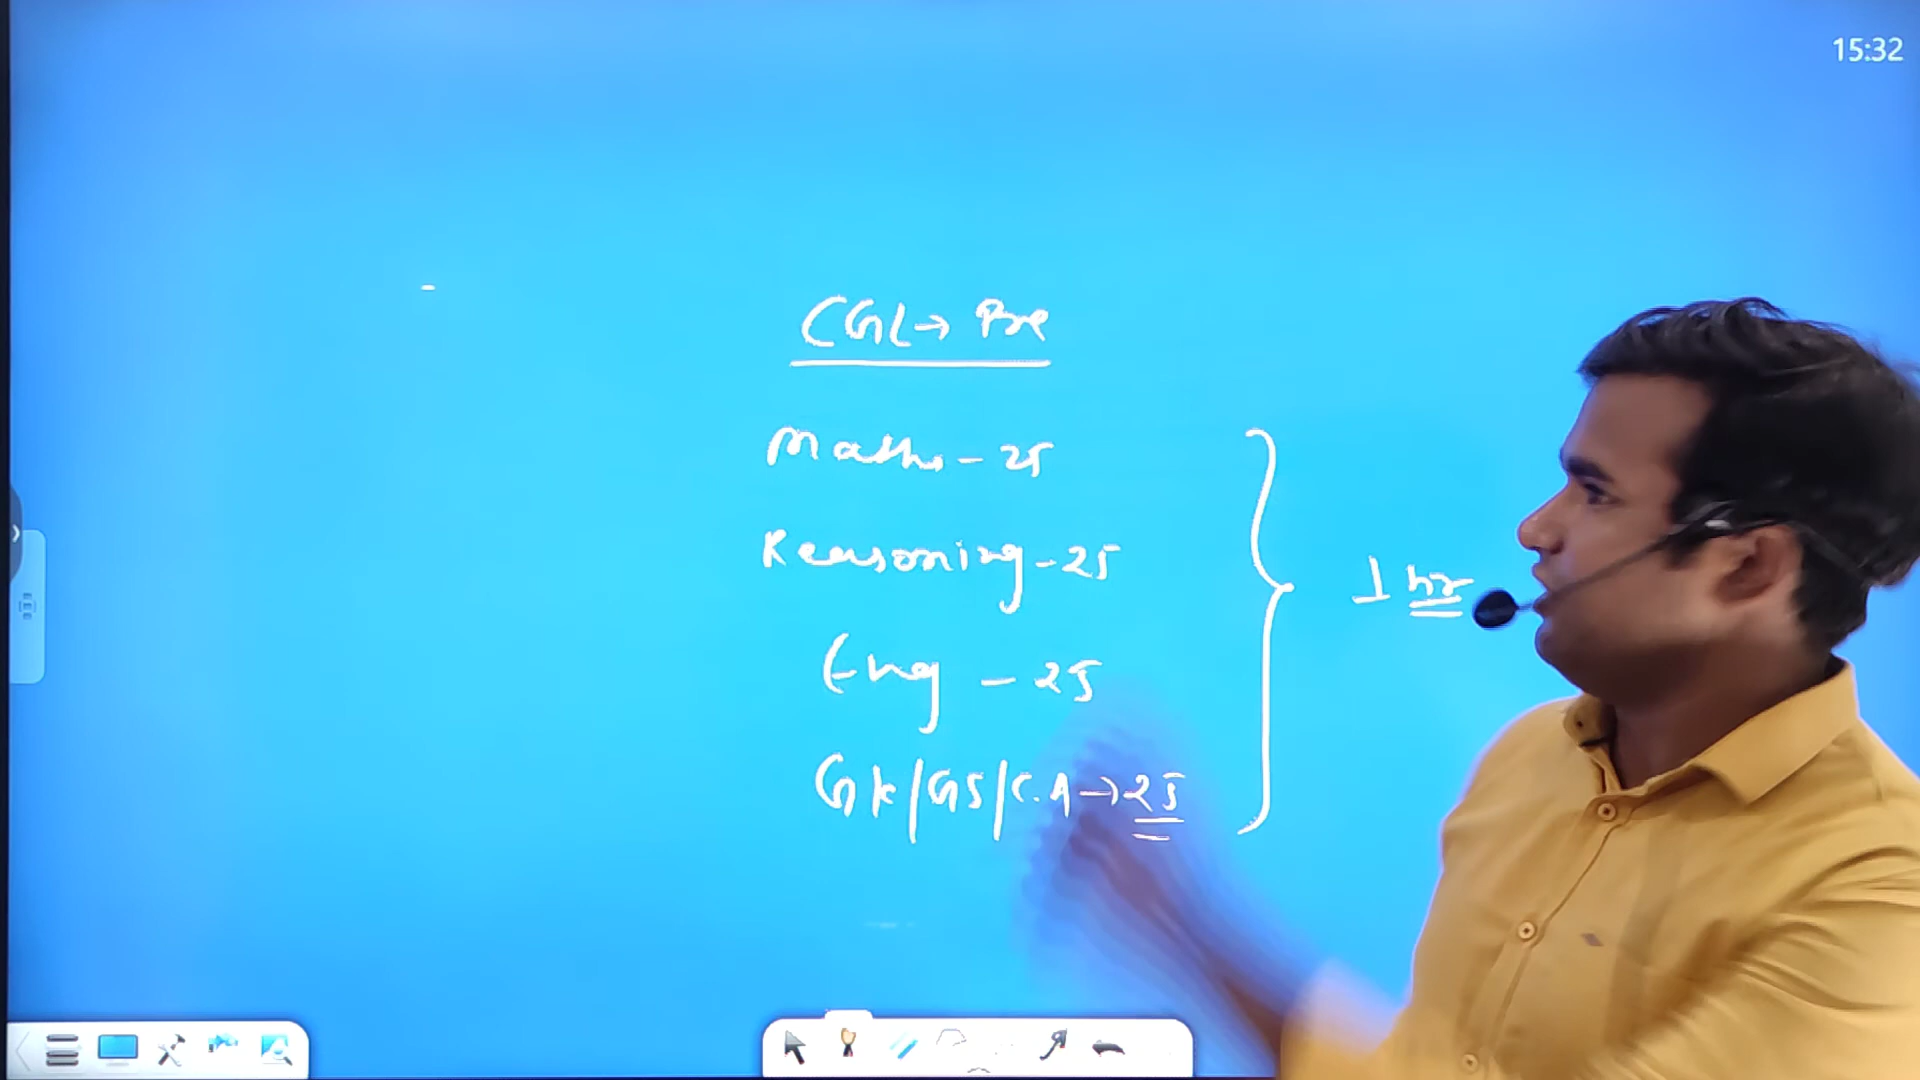 15:32
CGL→ Pre
Maths - 25
Reasoning - 25
1 hr
Eng - 25
GK/GS/C.A → 25